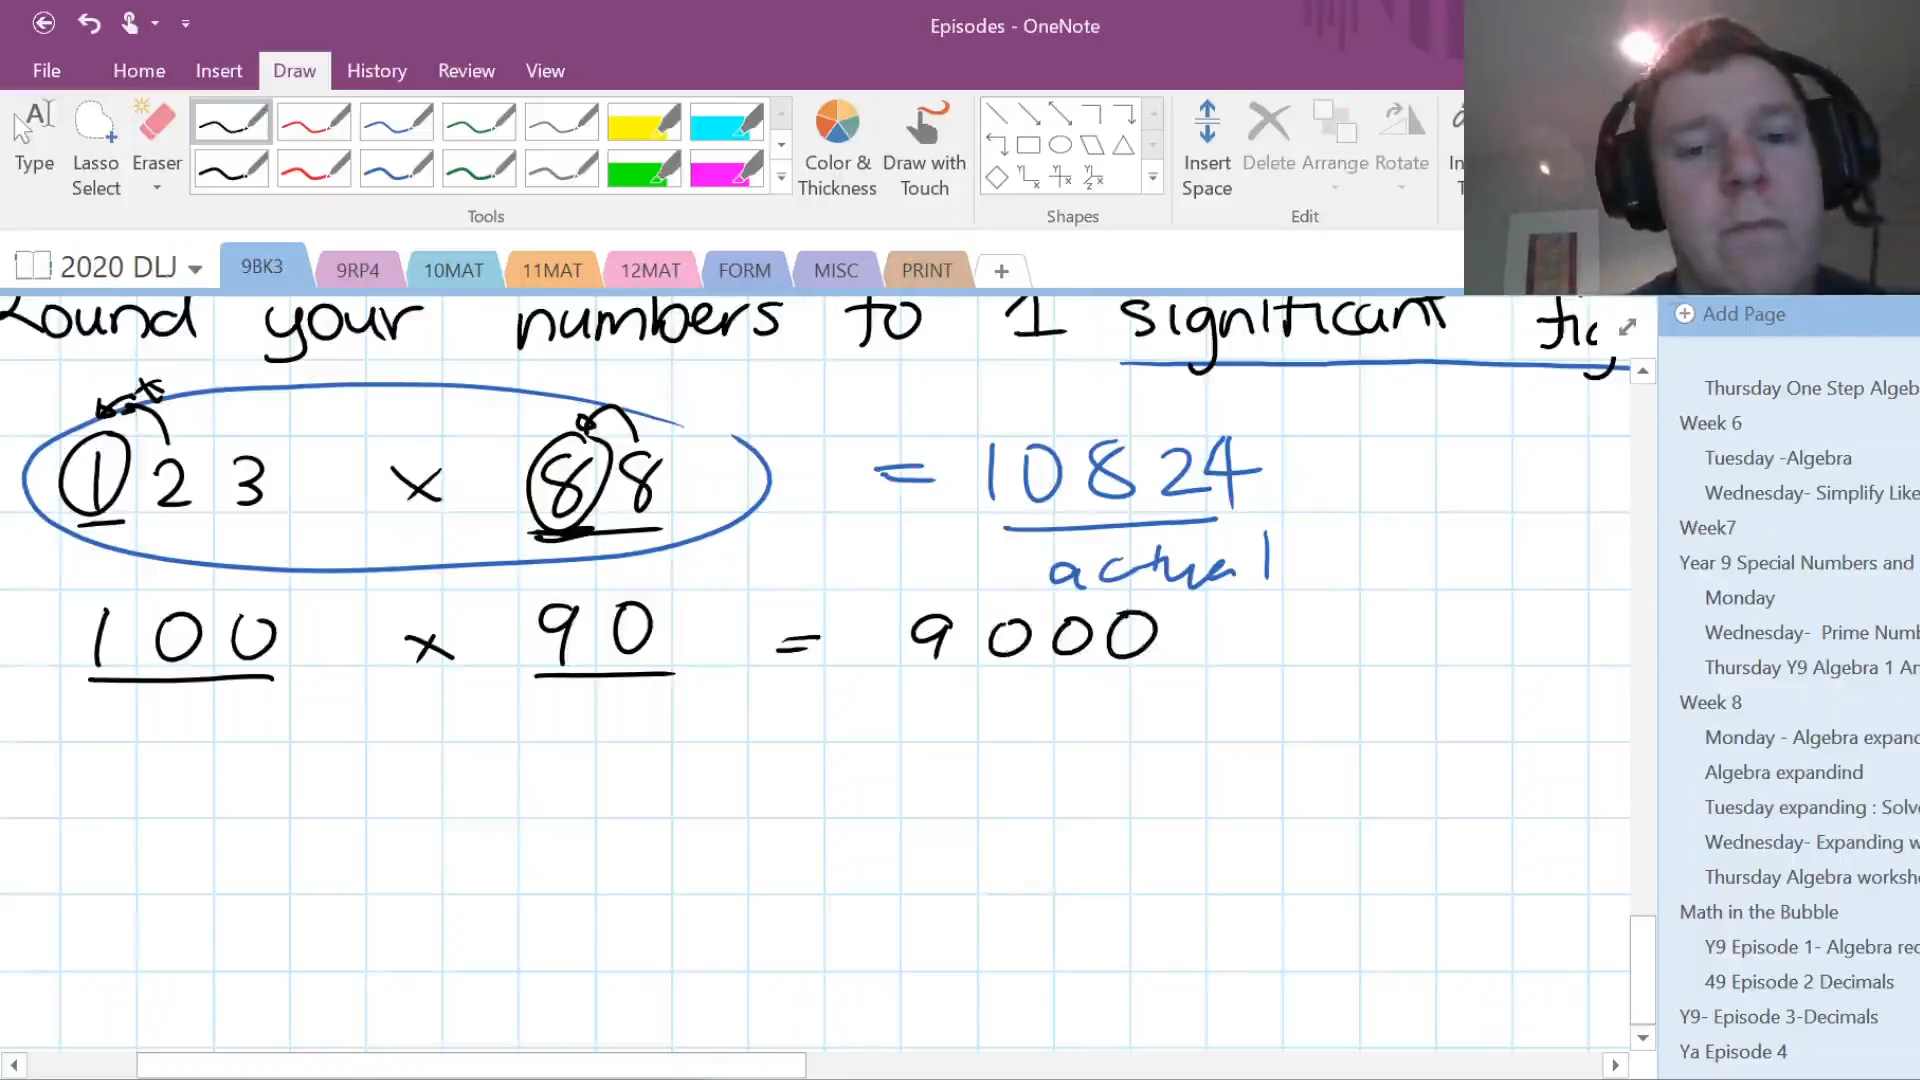 Episodes - OneNote
File Home Insert Draw History Review View
Type
Lasso Select
Eraser
Color & Thickness
Draw with Touch
Insert Space
Delete Arrange Rotate
Tools
Shapes
Edit
2020 DLJ 9BK3 9RP4 10MAT 11MAT 12MAT FORM MISC PRINT
your numbers to 1 significant
123 × 88 = 10824
actual
100 × 90 = 9000
Add Page
Thursday One Step Algeb
Week 6
Tuesday -Algebra
Wednesday- Simplify Like
Week7
Year 9 Special Numbers and
Monday
Wednesday- Prime Numb
Thursday Y9 Algebra 1 An
Week 8
Monday - Algebra expand
Algebra expandind
Tuesday expanding : Solve
Wednesday- Expanding w
Thursday Algebra worksh
Math in the Bubble
Y9 Episode 1- Algebra rec
49 Episode 2 Decimals
Y9- Episode 3-Decimals
Ya Episode 4